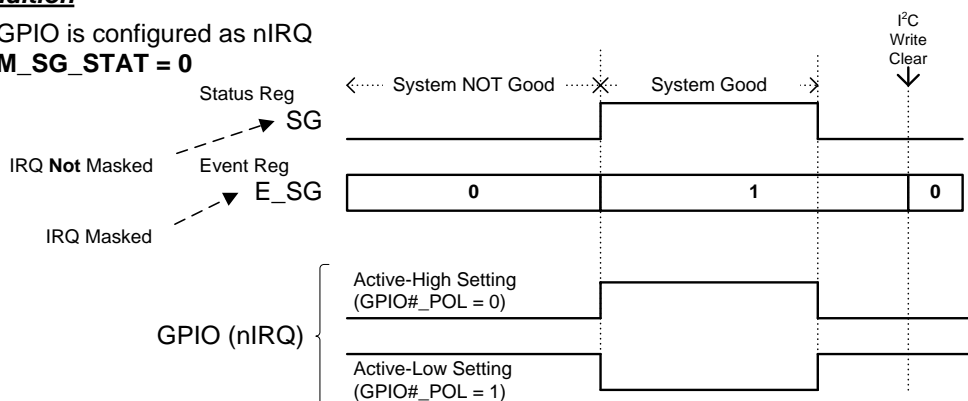 GPIO is configured as nIRQ
M_SG_STAT = 0
I²C
Write
Clear
System NOT Good
System Good
Status Reg
SG
IRQ Not Masked
Event Reg
E_SG
0
1
0
IRQ Masked
Active-High Setting
(GPIO#_POL = 0)
GPIO (nIRQ)
Active-Low Setting
(GPIO#_POL = 1)